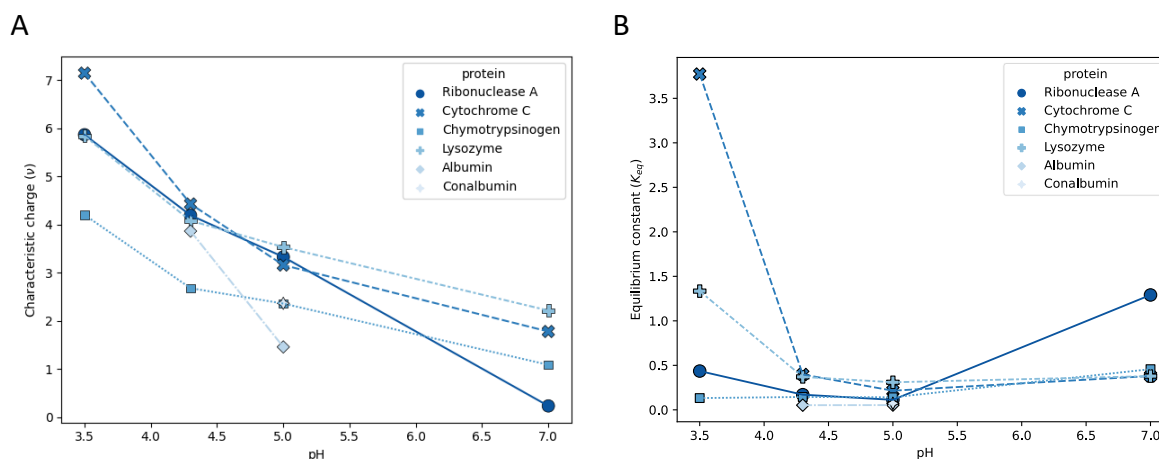 A
Characteristic charge (ν)
7
6
5
4
3
2
1
0
3.5 4.0 4.5 5.0 5.5 6.0 6.5 7.0
pH
protein
Ribonuclease A
Cytochrome C
Chymotrypsinogen
Lysozyme
Albumin
Conalbumin
B
Equilibrium constant (Keq)
3.5
3.0
2.5
2.0
1.5
1.0
0.5
0.0
3.5 4.0 4.5 5.0 5.5 6.0 6.5 7.0
pH
protein
Ribonuclease A
Cytochrome C
Chymotrypsinogen
Lysozyme
Albumin
Conalbumin